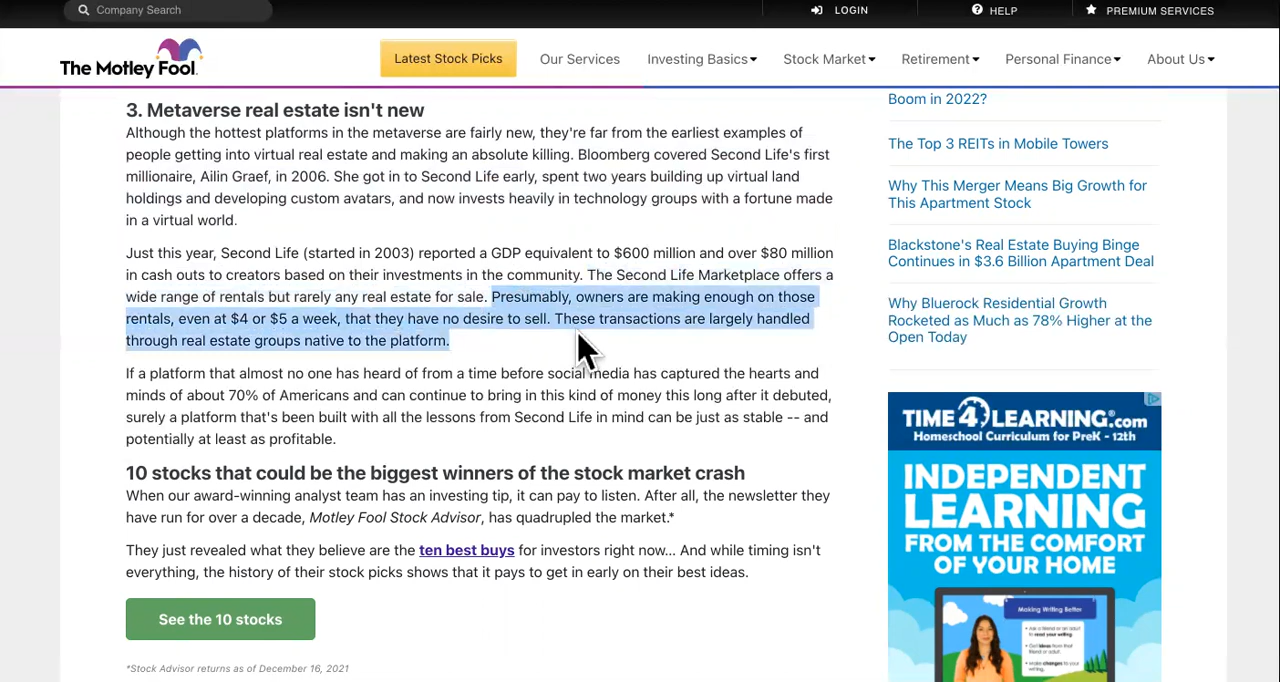 Company Search
LOGIN
HELP
PREMIUM SERVICES
The Motley Fool.
Latest Stock Picks
Our Services
Investing Basics
Stock Market
Retirement
Personal Finance
About Us
3. Metaverse real estate isn't new
Although the hottest platforms in the metaverse are fairly new, they're far from the earliest examples of
people getting into virtual real estate and making an absolute killing. Bloomberg covered Second Life's first
millionaire, Ailin Graef, in 2006. She got in to Second Life early, spent two years building up virtual land
holdings and developing custom avatars, and now invests heavily in technology groups with a fortune made
in a virtual world.
Just this year, Second Life (started in 2003) reported a GDP equivalent to $600 million and over $80 million
in cash outs to creators based on their investments in the community. The Second Life Marketplace offers a
wide range of rentals but rarely any real estate for sale. Presumably, owners are making enough on those
rentals, even at $4 or $5 a week, that they have no desire to sell. These transactions are largely handled
through real estate groups native to the platform.
If a platform that almost no one has heard of from a time before social media has captured the hearts and
minds of about 70% of Americans and can continue to bring in this kind of money this long after it debuted,
surely a platform that's been built with all the lessons from Second Life in mind can be just as stable -- and
potentially at least as profitable.
10 stocks that could be the biggest winners of the stock market crash
When our award-winning analyst team has an investing tip, it can pay to listen. After all, the newsletter they
have run for over a decade, Motley Fool Stock Advisor, has quadrupled the market.*
They just revealed what they believe are the ten best buys for investors right now... And while timing isn't
everything, the history of their stock picks shows that it pays to get in early on their best ideas.
See the 10 stocks
*Stock Advisor returns as of December 16, 2021
Boom in 2022?
The Top 3 REITs in Mobile Towers
Why This Merger Means Big Growth for
This Apartment Stock
Blackstone's Real Estate Buying Binge
Continues in $3.6 Billion Apartment Deal
Why Bluerock Residential Growth
Rocketed as Much as 78% Higher at the
Open Today
TIME4LEARNING.com
Homeschool Curriculum for PreK - 12th
INDEPENDENT
LEARNING
FROM THE COMFORT
OF YOUR HOME
Making Writing Better